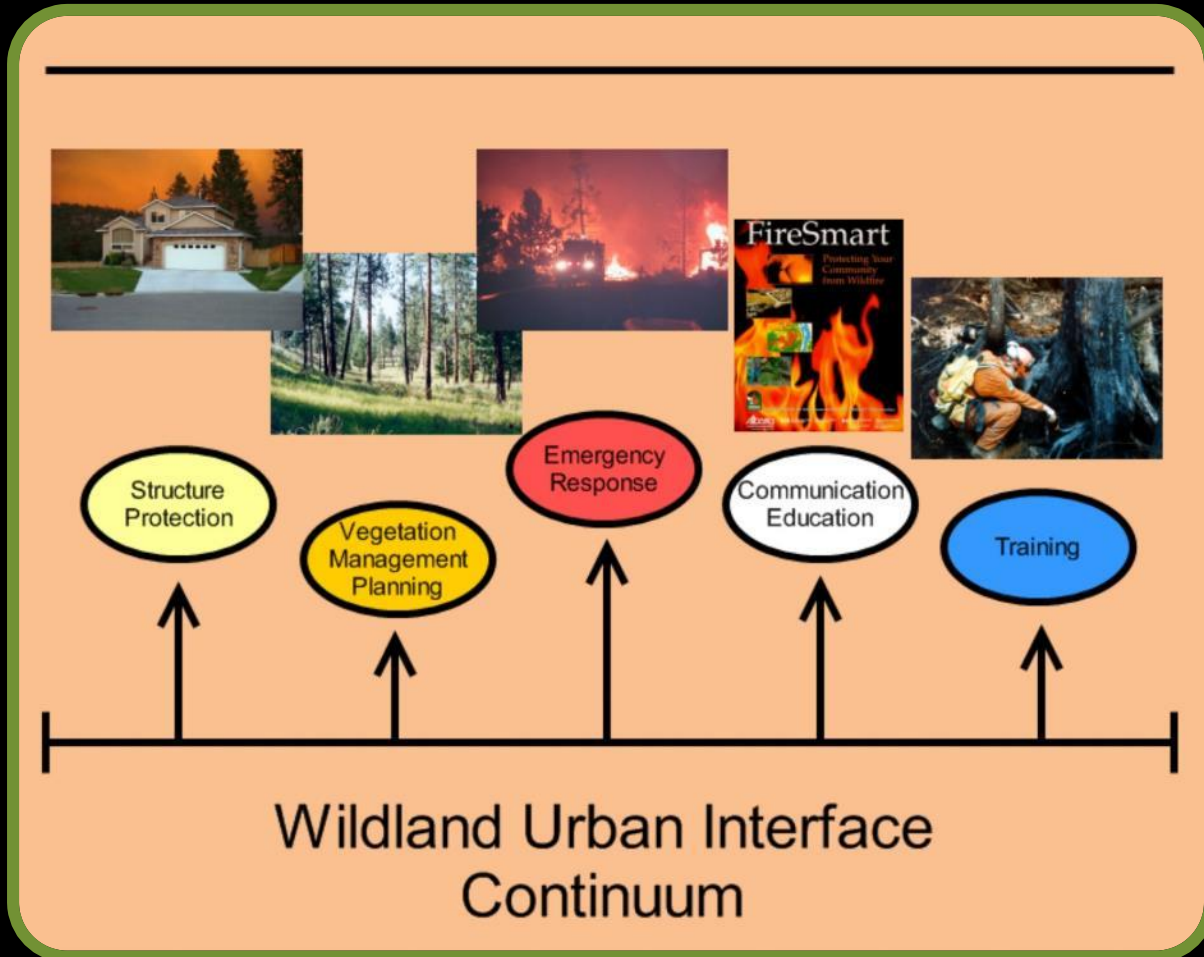 FireSmart
Protecting Your
Community
from Wildfire
Structure
Protection
Vegetation
Management
Planning
Emergency
Response
Communication
Education
Training
Wildland Urban Interface
Continuum